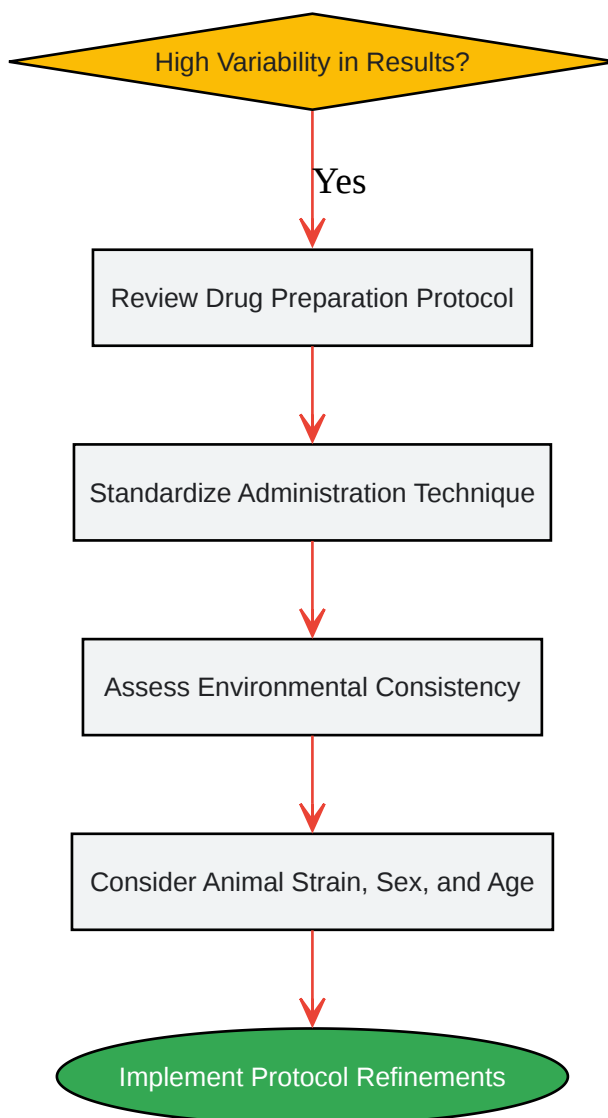 High Variability in Results?
Yes
Review Drug Preparation Protocol
Standardize Administration Technique
Assess Environmental Consistency
Consider Animal Strain, Sex, and Age
Implement Protocol Refinements